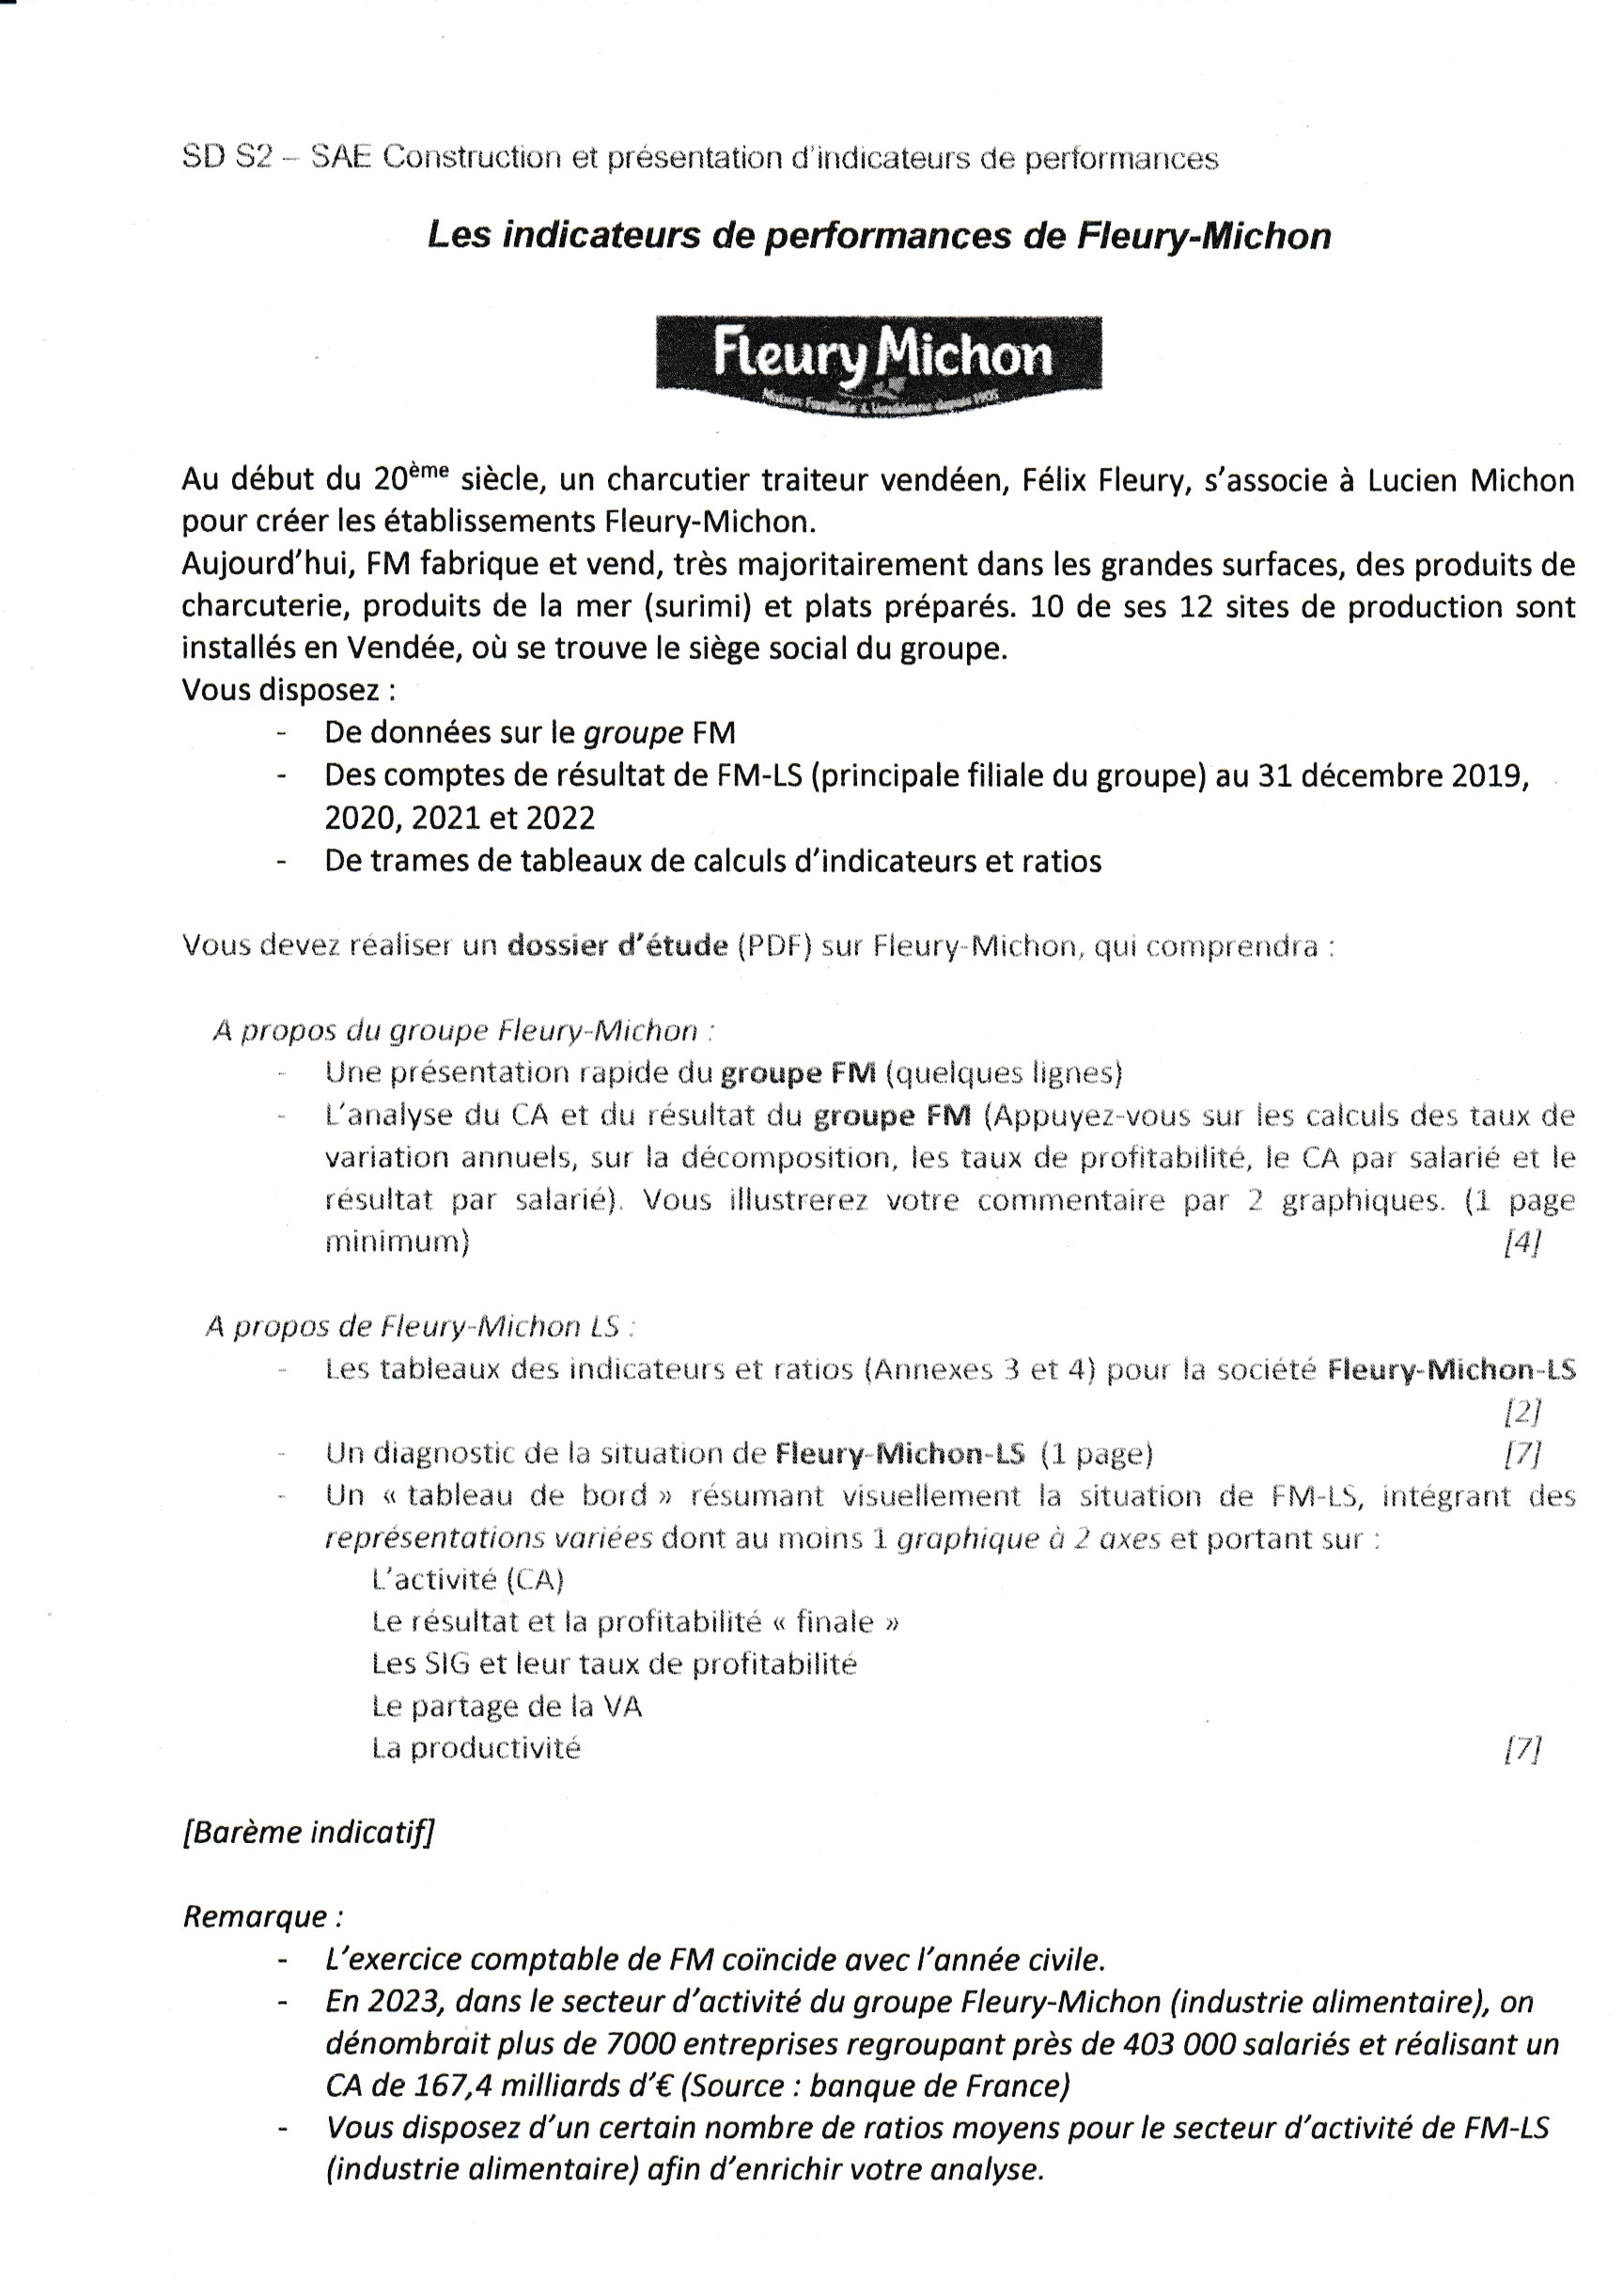 SD S2 – SAE Construction et présentation d'indicateurs de performances
Les indicateurs de performances de Fleury-Michon
Fleury Michon
Au début du 20ème siècle, un charcutier traiteur vendéen, Félix Fleury, s'associe à Lucien Michon
pour créer les établissements Fleury-Michon.
Aujourd'hui, FM fabrique et vend, très majoritairement dans les grandes surfaces, des produits de
charcuterie, produits de la mer (surimi) et plats préparés. 10 de ses 12 sites de production sont
installés en Vendée, où se trouve le siège social du groupe.
Vous disposez :
- De données sur le groupe FM
- Des comptes de résultat de FM-LS (principale filiale du groupe) au 31 décembre 2019,
2020, 2021 et 2022
- De trames de tableaux de calculs d'indicateurs et ratios
Vous devez réaliser un dossier d'étude (PDF) sur Fleury-Michon, qui comprendra :
A propos du groupe Fleury-Michon :
- Une présentation rapide du groupe FM (quelques lignes)
- L'analyse du CA et du résultat du groupe FM (Appuyez-vous sur les calculs des taux de
variation annuels, sur la décomposition, les taux de profitabilité, le CA par salarié et le
résultat par salarié). Vous illustrerez votre commentaire par 2 graphiques. (1 page
minimum) [4]
A propos de Fleury-Michon LS :
- Les tableaux des indicateurs et ratios (Annexes 3 et 4) pour la société Fleury-Michon-LS
[2]
- Un diagnostic de la situation de Fleury-Michon-LS (1 page) [7]
- Un « tableau de bord » résumant visuellement la situation de FM-LS, intégrant des
représentations variées dont au moins 1 graphique à 2 axes et portant sur :
L'activité (CA)
Le résultat et la profitabilité « finale »
Les SIG et leur taux de profitabilité
Le partage de la VA
La productivité [7]
[Barème indicatif]
Remarque :
- L'exercice comptable de FM coïncide avec l'année civile.
- En 2023, dans le secteur d'activité du groupe Fleury-Michon (industrie alimentaire), on
dénombrait plus de 7000 entreprises regroupant près de 403 000 salariés et réalisant un
CA de 167,4 milliards d'€ (Source : banque de France)
- Vous disposez d'un certain nombre de ratios moyens pour le secteur d'activité de FM-LS
(industrie alimentaire) afin d'enrichir votre analyse.